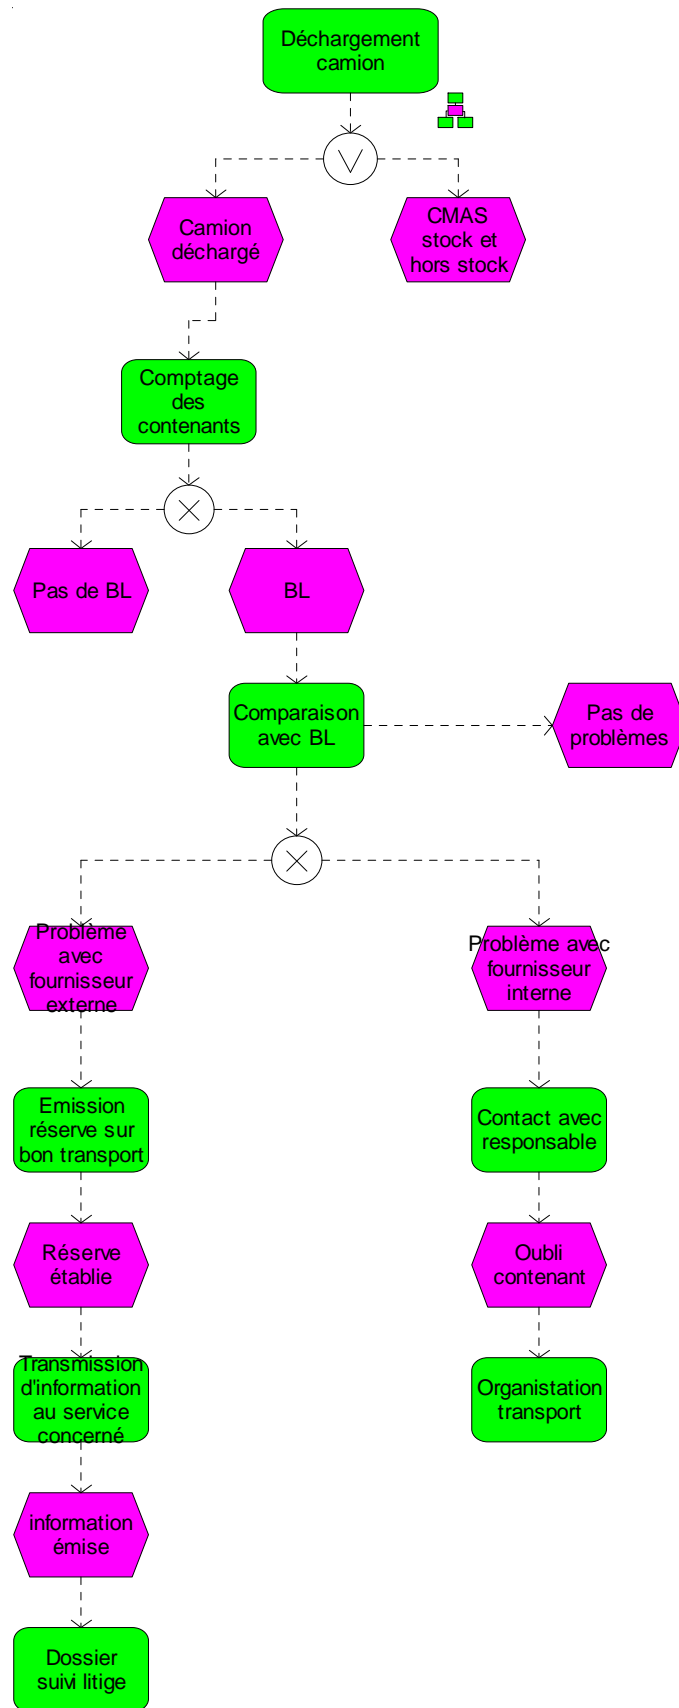 Déchargement
camion
Camion
déchargé
CMAS
stock et
hors stock
Comptage
des
contenants
Pas de BL
BL
Comparaison
avec BL
Pas de
problèmes
Problème
avec
fournisseur
externe
Problème avec
fournisseur
interne
Emission
réserve sur
bon transport
Contact avec
responsable
Réserve
établie
Oubli
contenant
Transmission
d'information
au service
concerné
Organistation
transport
information
émise
Dossier
suivi litige